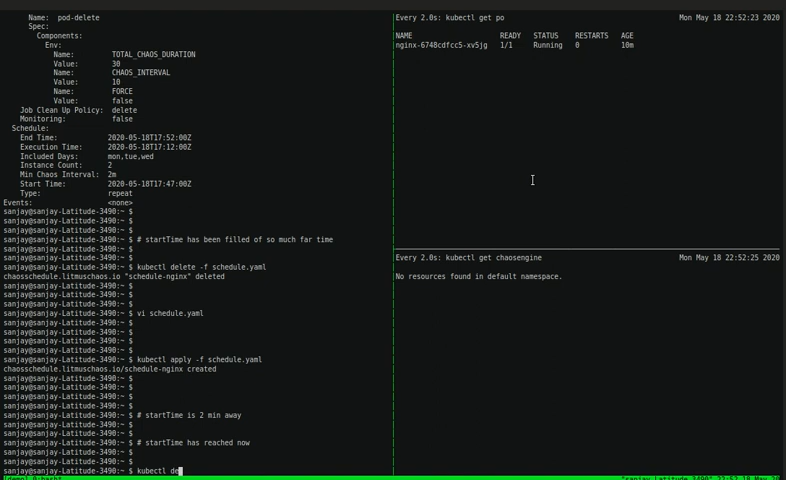 Name:  pod-delete
Spec:
Components:
Env:
Name:  TOTAL_CHAOS_DURATION
Value:  30
Name:  CHAOS_INTERVAL
Value:  10
Name:  FORCE
Value:  false
Job Clean Up Policy:  delete
Monitoring:  false
Schedule:
End Time:  2020-05-18T17:52:00Z
Execution Time:  2020-05-18T17:12:00Z
Included Days:  mon,tue,wed
Instance Count:  2
Min Chaos Interval:  2m
Start Time:  2020-05-18T17:47:00Z
Type:  repeat
Events:  <none>
sanjay@sanjay-Latitude-3490:~ $
sanjay@sanjay-Latitude-3490:~ $
sanjay@sanjay-Latitude-3490:~ $
sanjay@sanjay-Latitude-3490:~ $ # startTime has been filled of so much far time
sanjay@sanjay-Latitude-3490:~ $
sanjay@sanjay-Latitude-3490:~ $
sanjay@sanjay-Latitude-3490:~ $ kubectl delete -f schedule.yaml
chaosschedule.litmuschaos.io "schedule-nginx" deleted
sanjay@sanjay-Latitude-3490:~ $
sanjay@sanjay-Latitude-3490:~ $
sanjay@sanjay-Latitude-3490:~ $
sanjay@sanjay-Latitude-3490:~ $ vi schedule.yaml
sanjay@sanjay-Latitude-3490:~ $
sanjay@sanjay-Latitude-3490:~ $
sanjay@sanjay-Latitude-3490:~ $
sanjay@sanjay-Latitude-3490:~ $
sanjay@sanjay-Latitude-3490:~ $ kubectl apply -f schedule.yaml
chaosschedule.litmuschaos.io/schedule-nginx created
sanjay@sanjay-Latitude-3490:~ $
sanjay@sanjay-Latitude-3490:~ $
sanjay@sanjay-Latitude-3490:~ $
sanjay@sanjay-Latitude-3490:~ $
sanjay@sanjay-Latitude-3490:~ $ # startTime is 2 min away
sanjay@sanjay-Latitude-3490:~ $
sanjay@sanjay-Latitude-3490:~ $
sanjay@sanjay-Latitude-3490:~ $ # startTime has reached now
sanjay@sanjay-Latitude-3490:~ $
sanjay@sanjay-Latitude-3490:~ $
sanjay@sanjay-Latitude-3490:~ $ kubectl de
Every 2.0s: kubectl get po  Mon May 18 22:52:23 2020
NAME  READY  STATUS  RESTARTS  AGE
nginx-6748cdfcc5-xv5jg  1/1  Running  0  10m
Every 2.0s: kubectl get chaosengine  Mon May 18 22:52:25 2020
No resources found in default namespace.